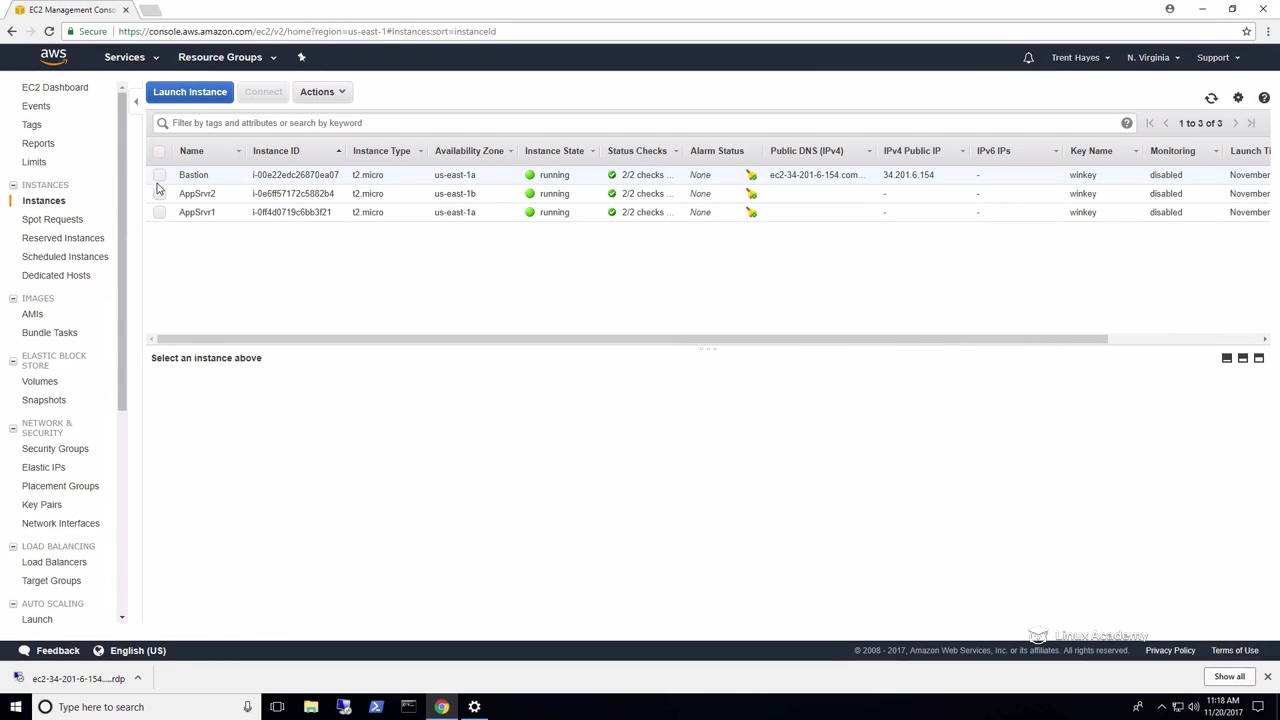 EC2 Management Conso
Secure https://console.aws.amazon.com/ec2/v2/home?region=us-east-1#Instances:sort=instanceId
aws Services Resource Groups Trent Hayes N. Virginia Support
EC2 Dashboard
Events
Tags
Reports
Limits
INSTANCES
Instances
Spot Requests
Reserved Instances
Scheduled Instances
Dedicated Hosts
IMAGES
AMIs
Bundle Tasks
ELASTIC BLOCK
STORE
Volumes
Snapshots
NETWORK &
SECURITY
Security Groups
Elastic IPs
Placement Groups
Key Pairs
Network Interfaces
LOAD BALANCING
Load Balancers
Target Groups
AUTO SCALING
Launch
Launch Instance Connect Actions
Filter by tags and attributes or search by keyword 1 to 3 of 3
Name Instance ID Instance Type Availability Zone Instance State Status Checks Alarm Status Public DNS (IPv4) IPv4 Public IP IPv6 IPs Key Name Monitoring Launch Ti
Bastion i-00e22edc26870ea07 t2.micro us-east-1a running 2/2 checks ... None ec2-34-201-6-154.com... 34.201.6.154 - winkey disabled November
AppSrvr2 i-0e6ff57172c5882b4 t2.micro us-east-1b running 2/2 checks ... None - - winkey disabled November
AppSrvr1 i-0ff4d0719c6bb3f21 t2.micro us-east-1a running 2/2 checks ... None - - winkey disabled November
Select an instance above
Linux Academy
Feedback English (US) © 2008 - 2017, Amazon Web Services, Inc. or its affiliates. All rights reserved. Privacy Policy Terms of Use
ec2-34-201-6-154.....rdp Show all
Type here to search 11:18 AM
11/20/2017